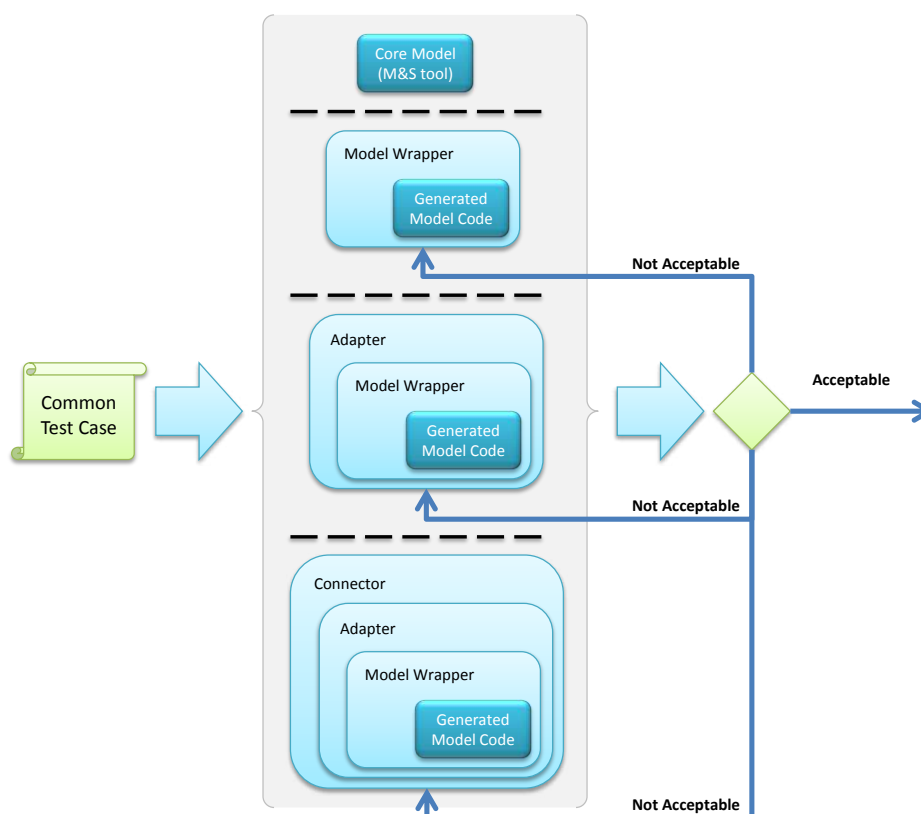 Core Model
(M&S tool)
Model Wrapper
Generated
Model Code
Not Acceptable
Adapter
Model Wrapper
Generated
Model Code
Common
Test Case
Acceptable
Not Acceptable
Connector
Adapter
Model Wrapper
Generated
Model Code
Not Acceptable